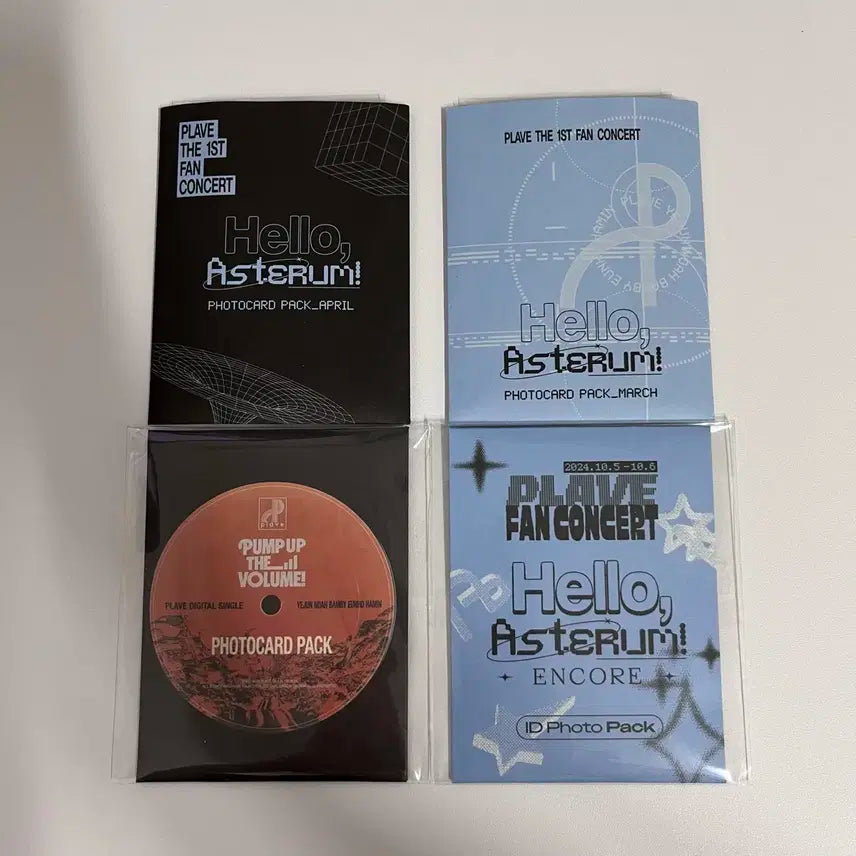 PLAVE
THE 1ST
FAN
CONCERT
Hello,
Asterum!
PHOTOCARD PACK_APRIL
PLAVE THE 1ST FAN CONCERT
Hello,
Asterum!
PHOTOCARD PACK_MARCH
plave
PUMP UP
THE
VOLUME!
PLAVE DIGITAL SINGLE
YEJUN NOAH BAMBY EUNHO HAMIN
PHOTOCARD PACK
2024.10.5 - 10.6
PLAVE
FAN CONCERT
Hello,
Asterum!
ENCORE
ID Photo Pack